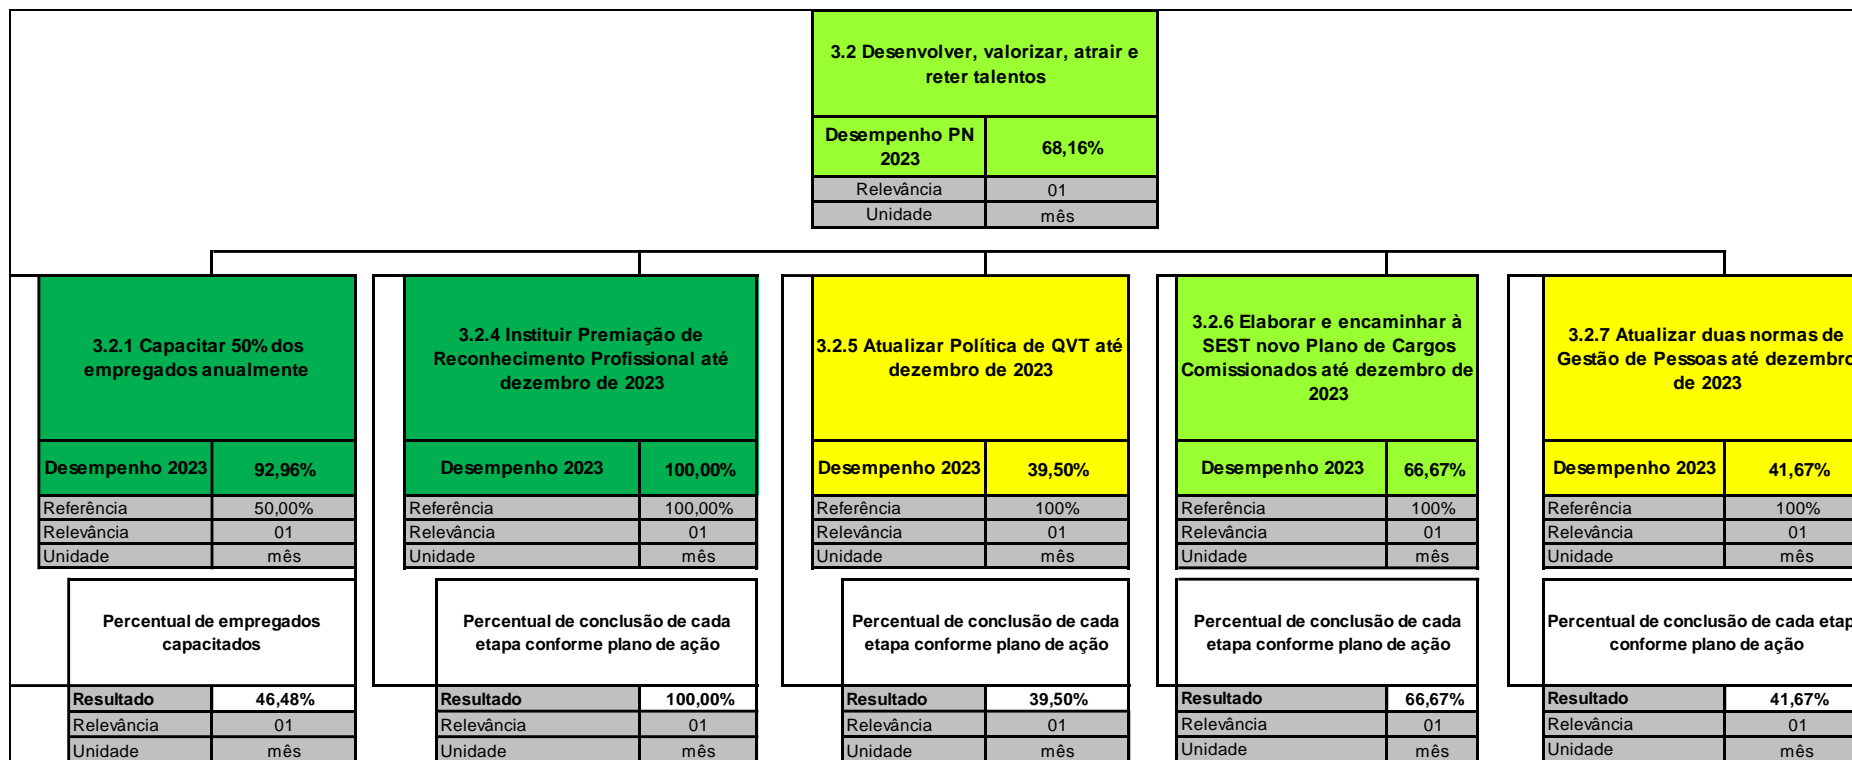 3.2 Desenvolver, valorizar, atrair e
reter talentos
Desempenho PN
2023
68,16%
Relevância 01
Unidade mês
3.2.1 Capacitar 50% dos
empregados anualmente
Desempenho 2023 92,96%
Referência 50,00%
Relevância 01
Unidade mês
Percentual de empregados
capacitados
Resultado 46,48%
Relevância 01
Unidade mês
3.2.4 Instituir Premiação de
Reconhecimento Profissional até
dezembro de 2023
Desempenho 2023 100,00%
Referência 100,00%
Relevância 01
Unidade mês
Percentual de conclusão de cada
etapa conforme plano de ação
Resultado 100,00%
Relevância 01
Unidade mês
3.2.5 Atualizar Política de QVT até
dezembro de 2023
Desempenho 2023 39,50%
Referência 100%
Relevância 01
Unidade mês
Percentual de conclusão de cada
etapa conforme plano de ação
Resultado 39,50%
Relevância 01
Unidade mês
3.2.6 Elaborar e encaminhar à
SEST novo Plano de Cargos
Comissionados até dezembro de
2023
Desempenho 2023 66,67%
Referência 100%
Relevância 01
Unidade mês
Percentual de conclusão de cada
etapa conforme plano de ação
Resultado 66,67%
Relevância 01
Unidade mês
3.2.7 Atualizar duas normas de
Gestão de Pessoas até dezembro
de 2023
Desempenho 2023 41,67%
Referência 100%
Relevância 01
Unidade mês
Percentual de conclusão de cada etap
conforme plano de ação
Resultado 41,67%
Relevância 01
Unidade mês